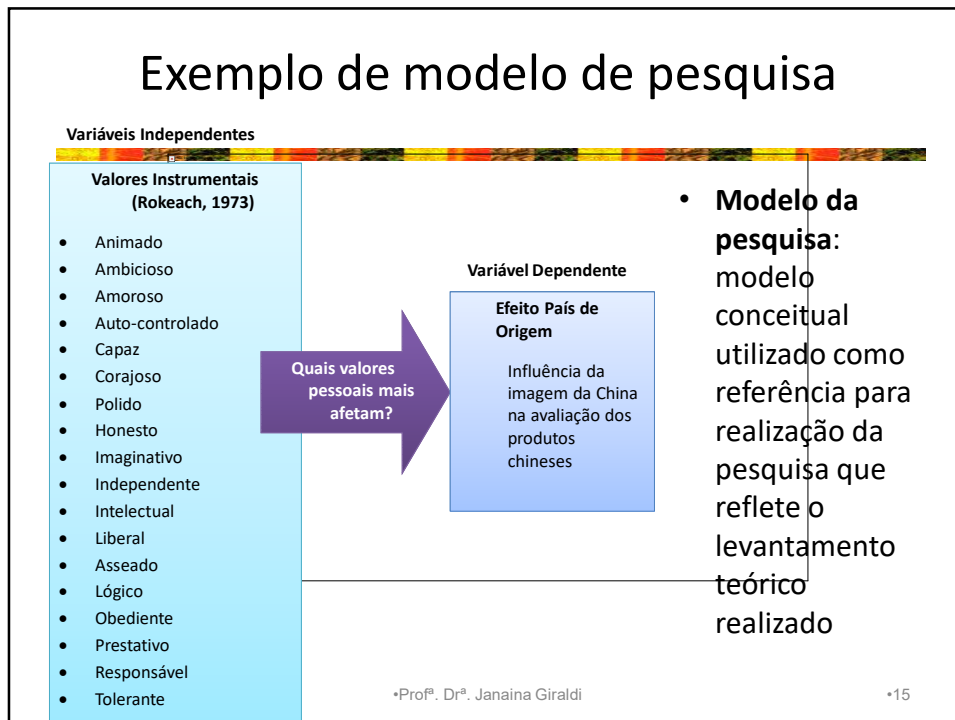 Exemplo de modelo de pesquisa
Variáveis Independentes
Valores Instrumentais
(Rokeach, 1973)
• Animado
• Ambicioso
• Amoroso
• Auto-controlado
• Capaz
• Corajoso
• Polido
• Honesto
• Imaginativo
• Independente
• Intelectual
• Liberal
• Asseado
• Lógico
• Obediente
• Prestativo
• Responsável
• Tolerante
Quais valores
pessoais mais
afetam?
Variável Dependente
Efeito País de
Origem
Influência da
imagem da China
na avaliação dos
produtos
chineses
• Modelo da
pesquisa:
modelo
conceitual
utilizado como
referência para
realização da
pesquisa que
reflete o
levantamento
teórico
realizado
•Profª. Drª. Janaina Giraldi
•15